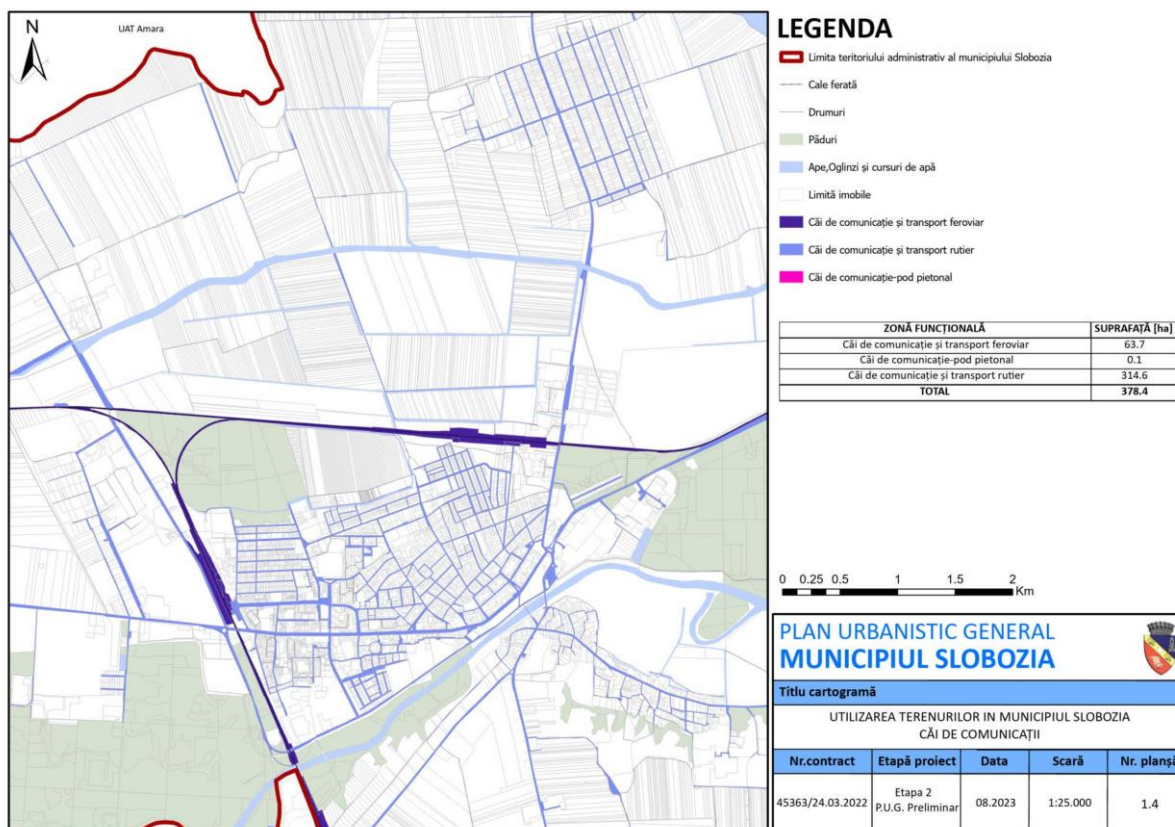 N
UAT Amara
LEGENDA
Limita teritoriului administrativ al municipiului Slobozia
Cale ferată
Drumuri
Păduri
Ape,Oglinzi și cursuri de apă
Limită imobile
Căi de comunicație și transport feroviar
Căi de comunicație și transport rutier
Căi de comunicație-pod pietonal
ZONĂ FUNCȚIONALĂ SUPRAFAȚĂ [ha]
Căi de comunicație și transport feroviar 63.7
Căi de comunicație-pod pietonal 0.1
Căi de comunicație și transport rutier 314.6
TOTAL 378.4
0 0.25 0.5 1 1.5 2
Km
PLAN URBANISTIC GENERAL
MUNICIPIUL SLOBOZIA
Titlu cartogramă
UTILIZAREA TERENURILOR IN MUNICIPIUL SLOBOZIA
CĂI DE COMUNICAȚII
Nr.contract Etapă proiect Data Scară Nr. planșă
45363/24.03.2022 Etapa 2 P.U.G. Preliminar 08.2023 1:25.000 1.4